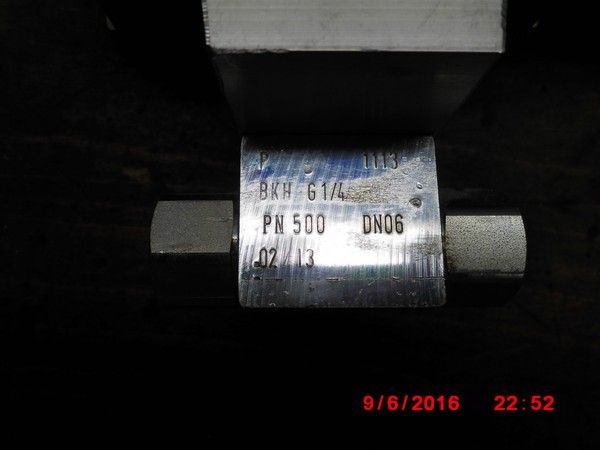 P 1113
BKH G1/4
PN 500 DN06
02 13
9/6/2016 22:52